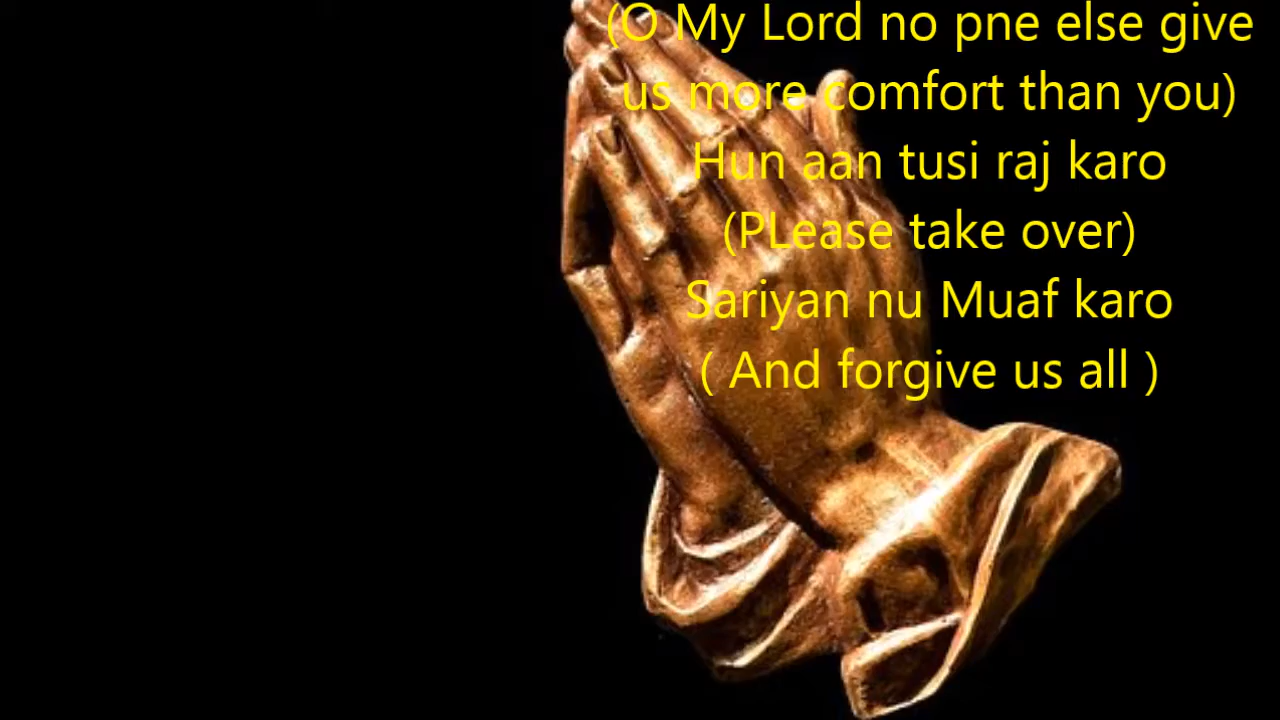 (O My Lord no pne else give
us more comfort than you)
Hun aan tusi raj karo
(PLease take over)
Sariyan nu Muaf karo
( And forgive us all )